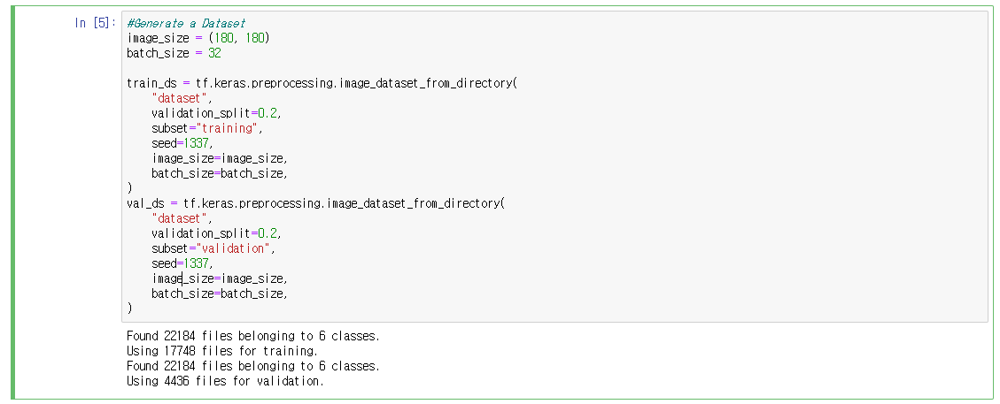 In [5]:
#Generate a Dataset
image_size = (180, 180)
batch_size = 32

train_ds = tf.keras.preprocessing.image_dataset_from_directory(
    "dataset",
    validation_split=0.2,
    subset="training",
    seed=1337,
    image_size=image_size,
    batch_size=batch_size,
)
val_ds = tf.keras.preprocessing.image_dataset_from_directory(
    "dataset",
    validation_split=0.2,
    subset="validation",
    seed=1337,
    image_size=image_size,
    batch_size=batch_size,
)
Found 22184 files belonging to 6 classes.
Using 17748 files for training.
Found 22184 files belonging to 6 classes.
Using 4436 files for validation.